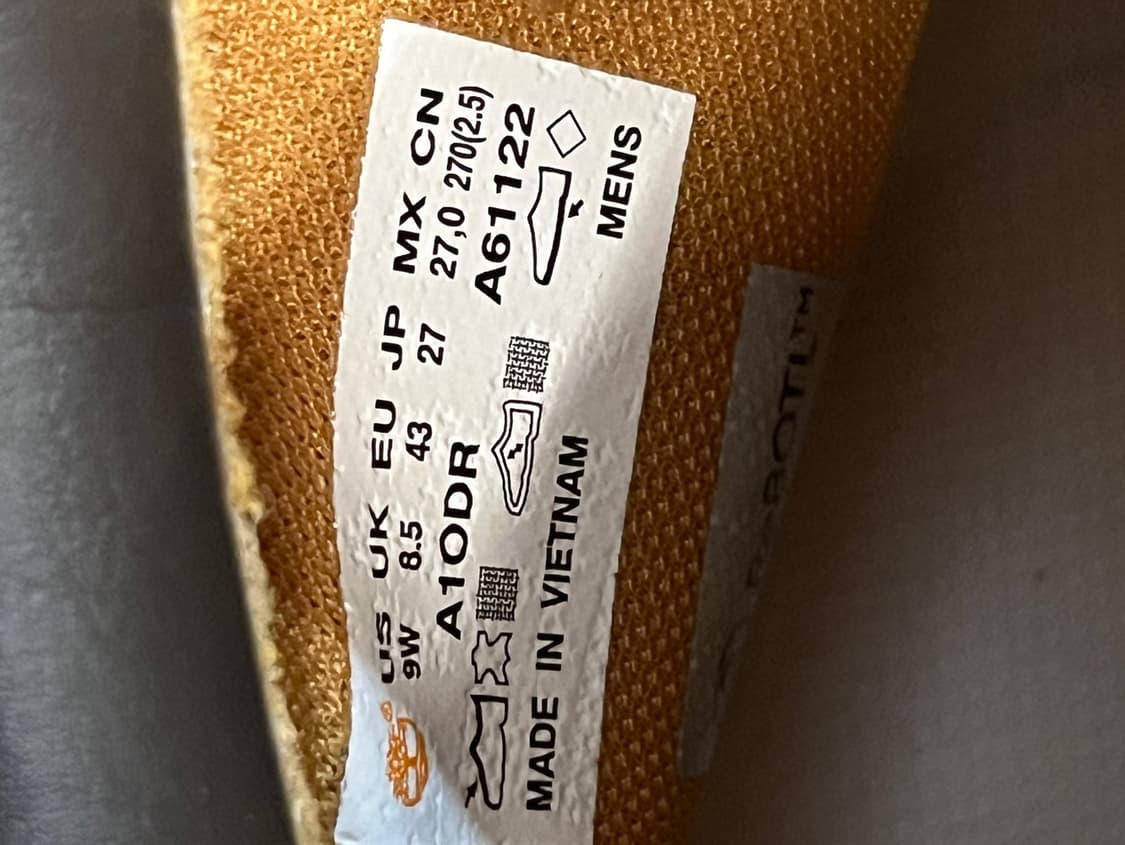 US UK EU JP MX CN
9W 8.5 43 27 27,0 270(2.5)
A1ODR A61122
MADE IN VIETNAM MENS